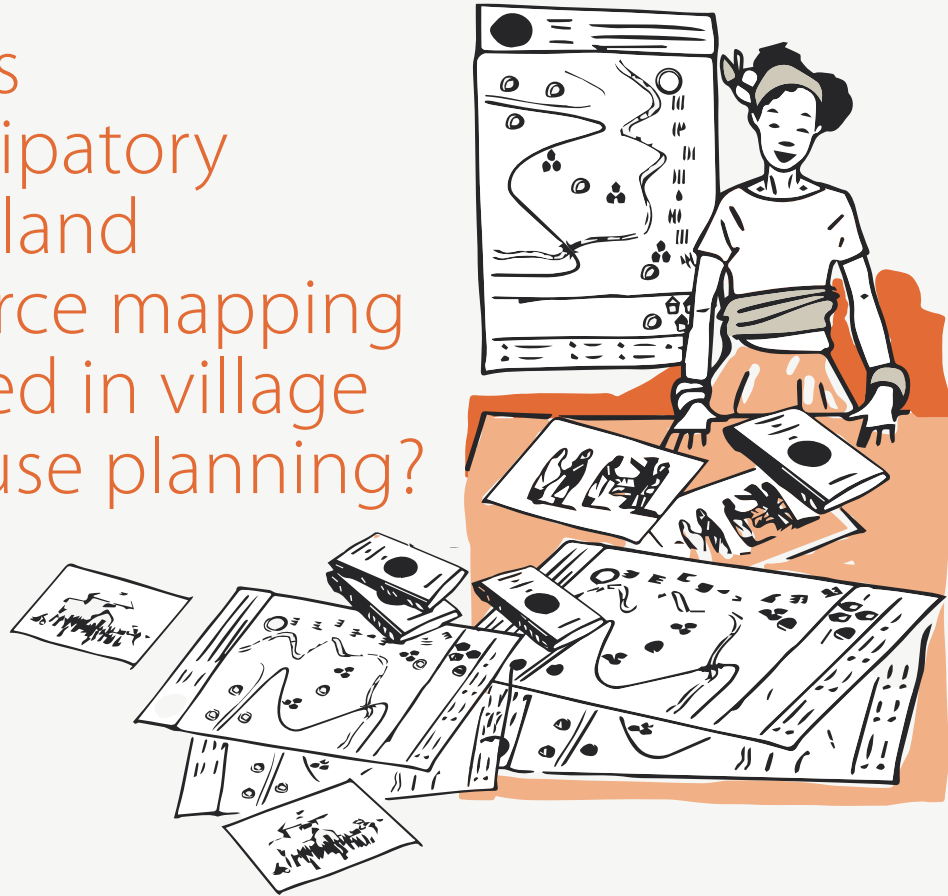 s
ipatory
land
rce mapping
ed in village
use planning?